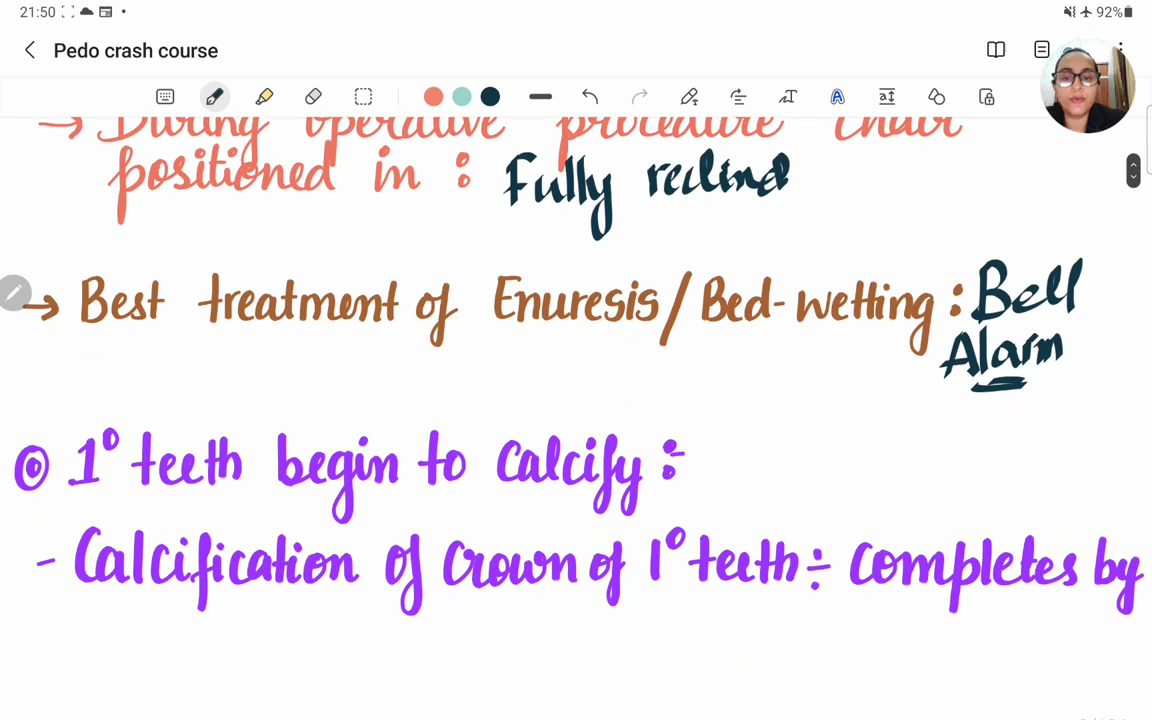 21:50
92%
Pedo crash course
→ During operative procedure chair
positioned in : Fully reclined
→ Best treatment of Enuresis/Bed-wetting : Bell
Alarm
1° teeth begin to Calcify :-
- Calcification of Crown of 1° teeth :- completes by